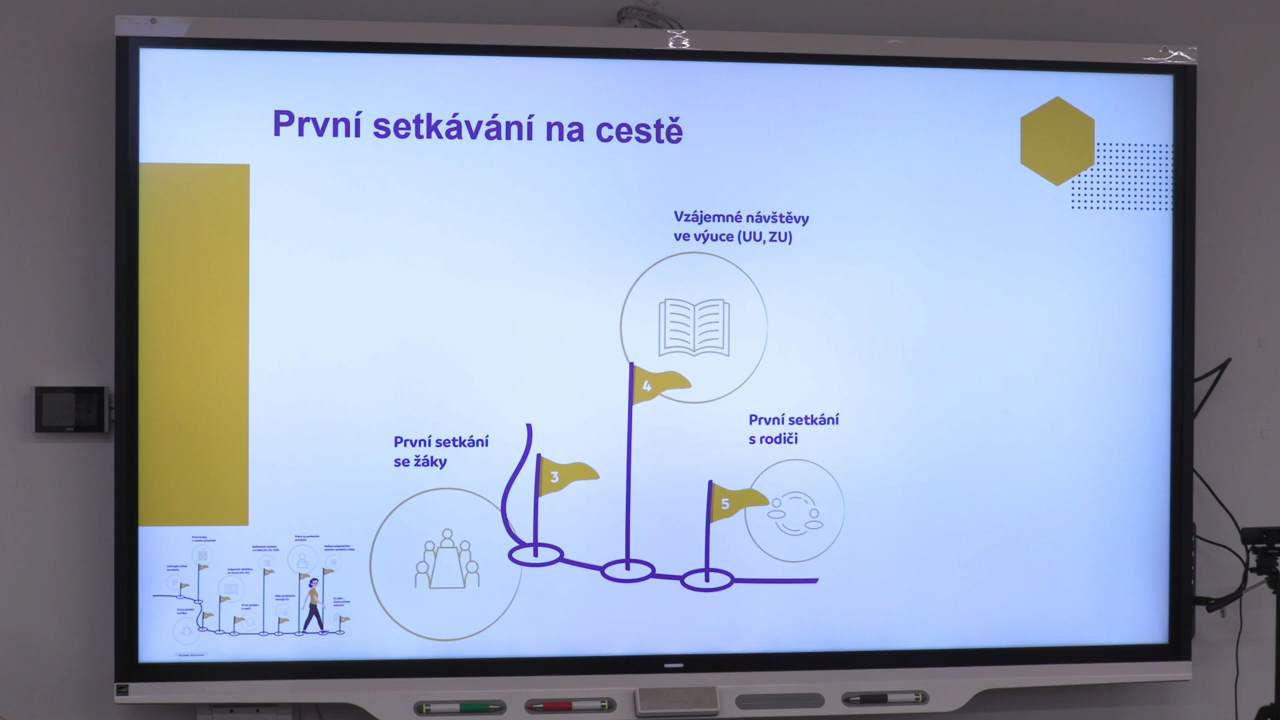 První setkávání na cestě
Vzájemné návštěvy
ve výuce (UU, ZU)
4
První setkání
s rodiči
5
První setkání
se žáky
3